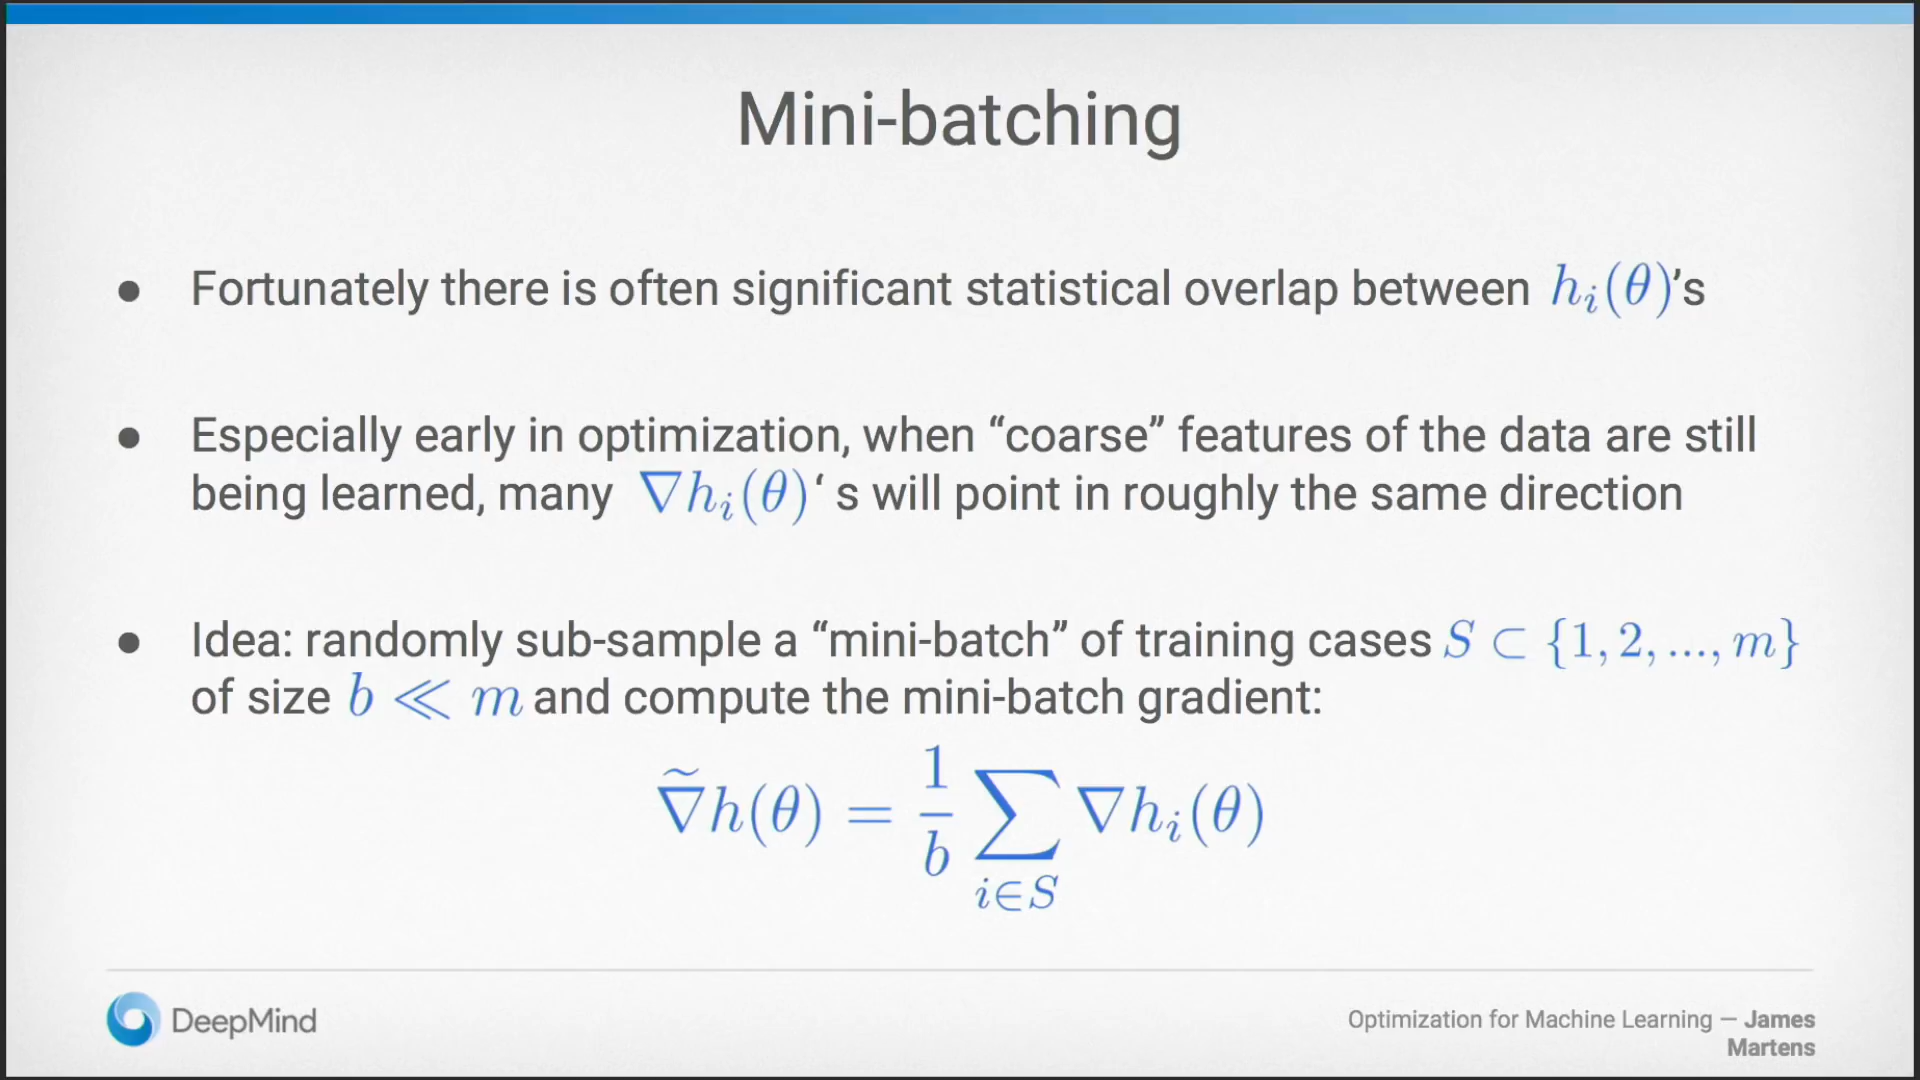 Mini-batching
● Fortunately there is often significant statistical overlap between hᵢ(θ)’s
● Especially early in optimization, when “coarse” features of the data are still
being learned, many ∇hᵢ(θ)‘ s will point in roughly the same direction
● Idea: randomly sub-sample a “mini-batch” of training cases S ⊂ {1, 2, ..., m}
of size b ≪ m and compute the mini-batch gradient:
∇̃h(θ) = 1/b ∑_{i∈S} ∇hᵢ(θ)
DeepMind
Optimization for Machine Learning — James
Martens